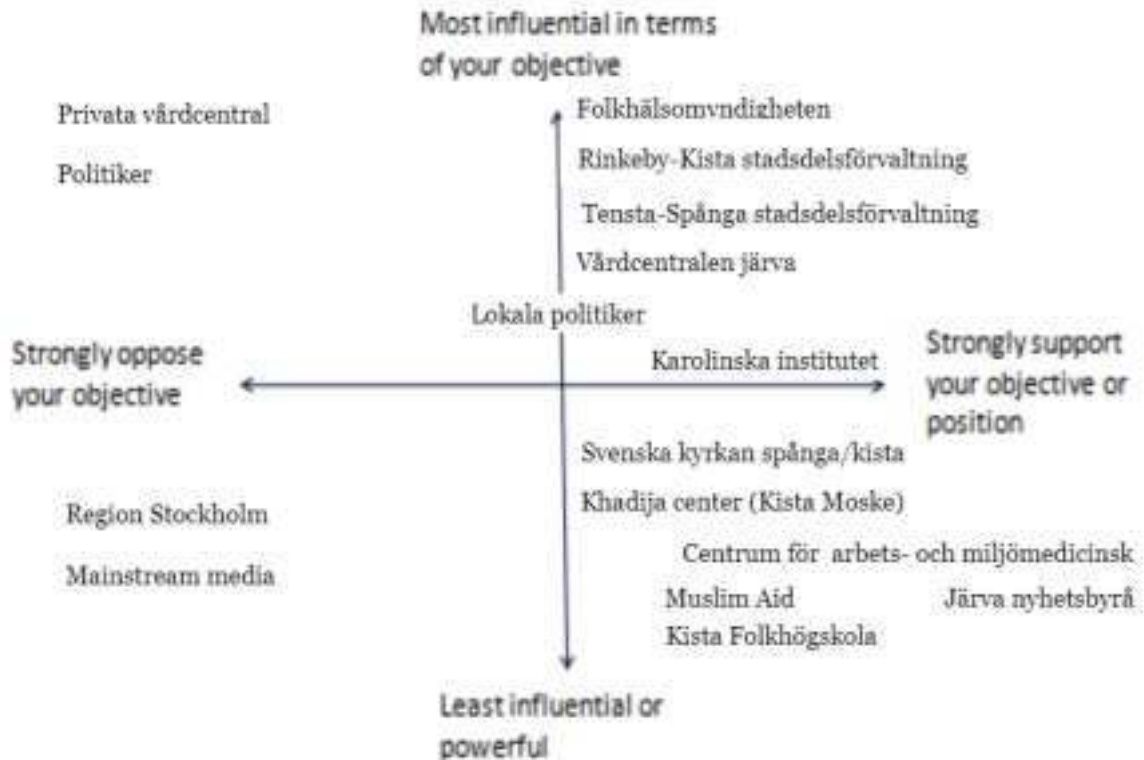 Most influential in terms
of your objective
Privata vårdcentral
Folkhälsomyndigheten
Politiker
Rinkeby-Kista stadsdelsförvaltning
Tensta-Spånga stadsdelsförvaltning
Vårdcentralen järva
Lokala politiker
Strongly oppose
your objective
Karolinska institutet
Strongly support
your objective or
position
Svenska kyrkan spånga/kista
Khadija center (Kista Moske)
Region Stockholm
Centrum för arbets- och miljömedicinsk
Mainstream media
Muslim Aid
Järva nyhetsbyrå
Kista Folkhögskola
Least influential or
powerful